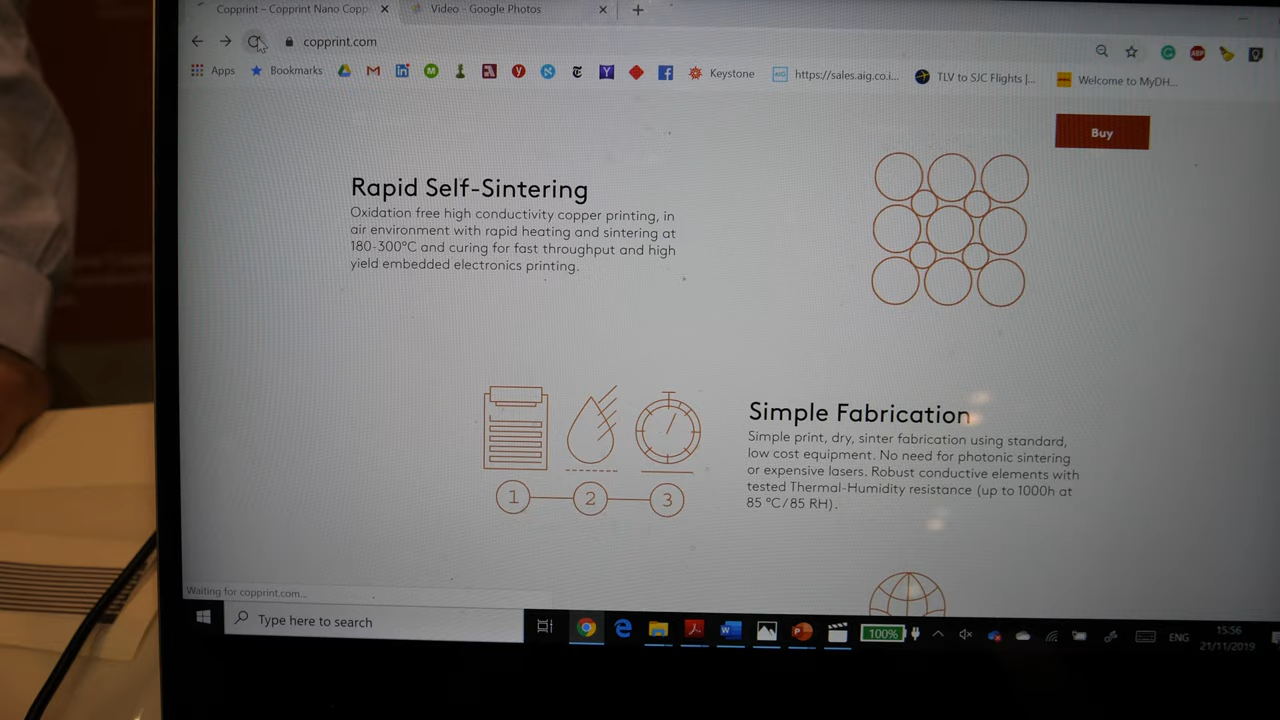 Copprint – Copprint Nano Copp
Video - Google Photos
copprint.com
Apps
Bookmarks
Keystone
https://sales.aig.co.i...
TLV to SJC Flights |...
Welcome to MyDH...
Buy
Rapid Self-Sintering
Oxidation free high conductivity copper printing, in
air environment with rapid heating and sintering at
180-300°C and curing for fast throughput and high
yield embedded electronics printing.
Simple Fabrication
Simple print, dry, sinter fabrication using standard,
low cost equipment. No need for photonic sintering
or expensive lasers. Robust conductive elements with
tested Thermal-Humidity resistance (up to 1000h at
85 °C/85 RH).
1 2 3
Waiting for copprint.com...
Type here to search
100%
ENG
15:56
21/11/2019